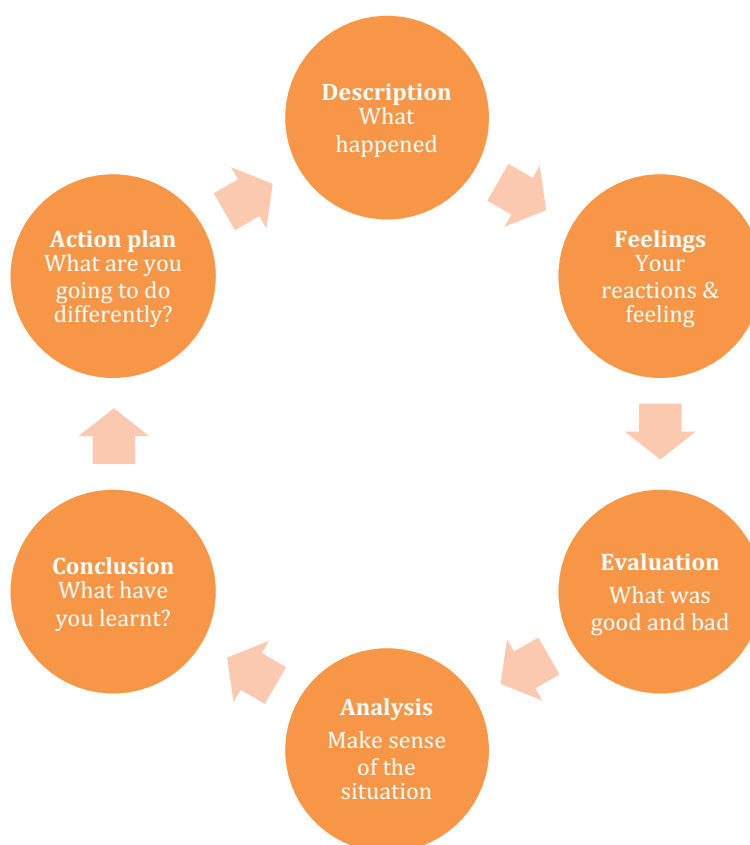 Description
What
happened
Feelings
Your
reactions &
feeling
Evaluation
What was
good and bad
Analysis
Make sense
of the
situation
Conclusion
What have
you learnt?
Action plan
What are you
going to do
differently?